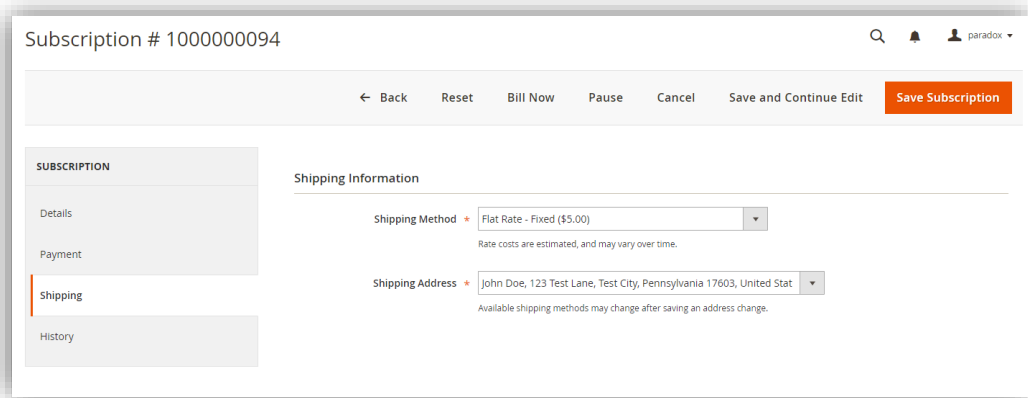 Subscription # 1000000094
paradox
← Back Reset Bill Now Pause Cancel Save and Continue Edit Save Subscription
SUBSCRIPTION
Details
Payment
Shipping
History
Shipping Information
Shipping Method * Flat Rate - Fixed ($5.00)
Rate costs are estimated, and may vary over time.
Shipping Address * John Doe, 123 Test Lane, Test City, Pennsylvania 17603, United Stat
Available shipping methods may change after saving an address change.